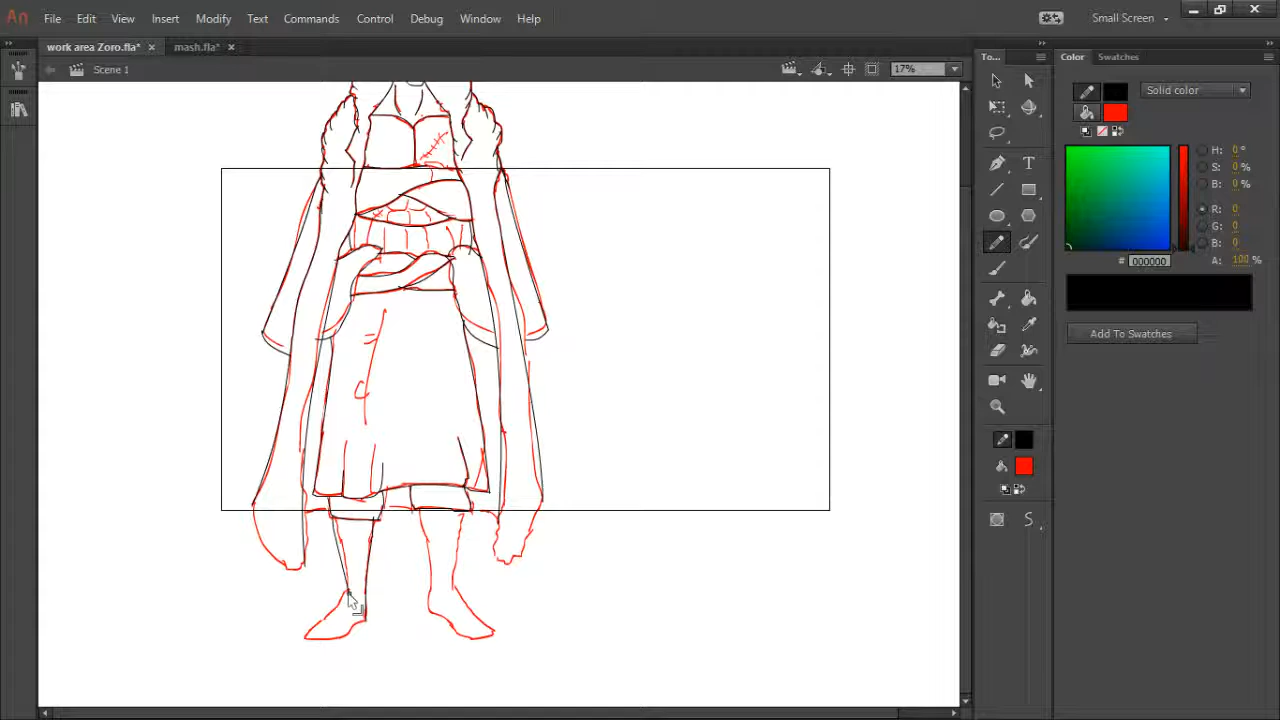 An File Edit View Insert Modify Text Commands Control Debug Window Help Small Screen
work area Zoro.fla* × mash.fla* ×
Scene 1 17%
To... Color Swatches
Solid color
H: 0 °
S: 0 %
B: 0 %
R: 0
G: 0
B: 0
# 000000 A: 100 %
Add To Swatches